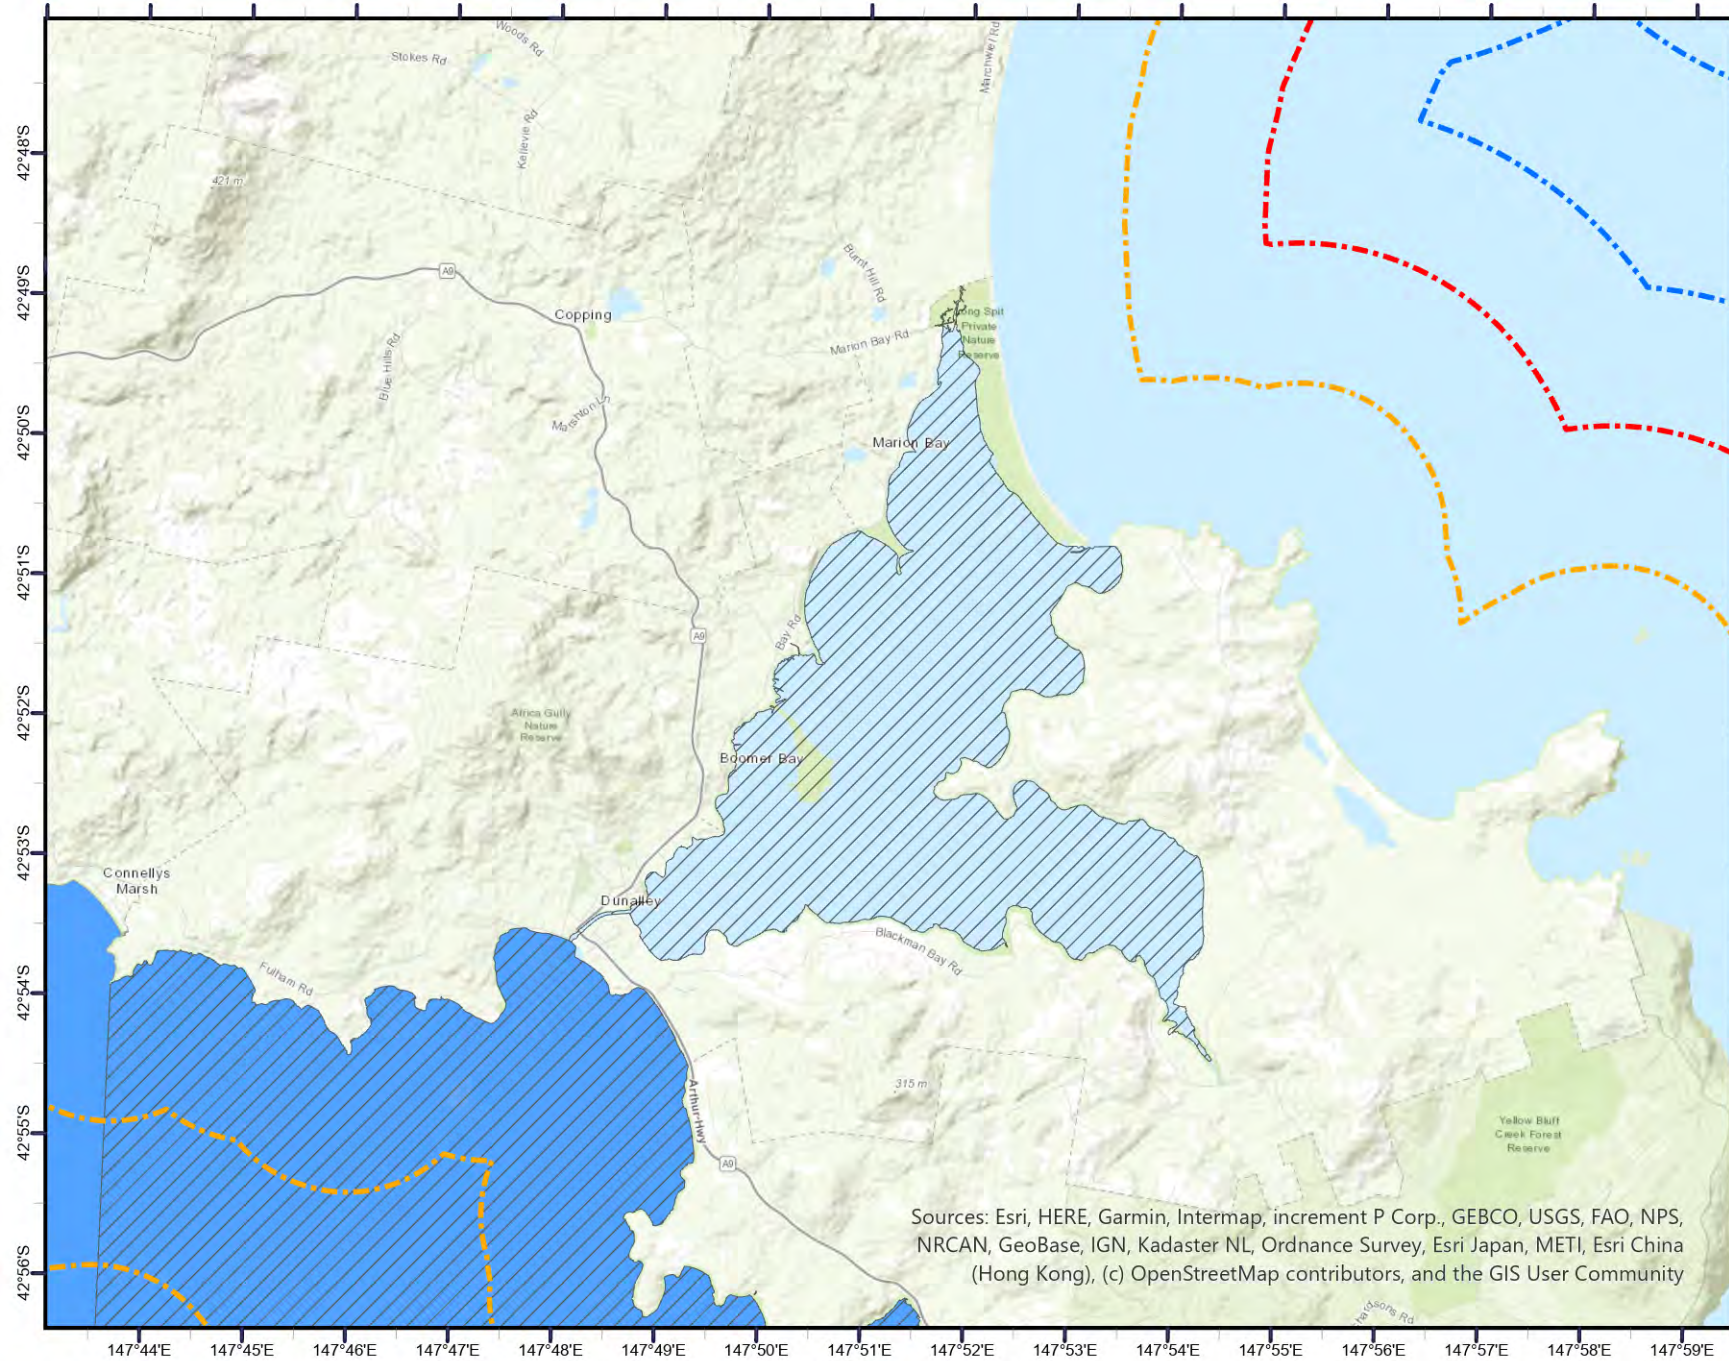 Woods Rd
Stokes Rd
Marchwiel Rd
Kellevie Rd
42°48'S
421 m
Burnt Hill Rd
A9
42°49'S
Copping
Long Spit
Private
Nature
Reserve
Marion Bay Rd
Blue Hills Rd
Marshton Ln
42°50'S
Marion Bay
42°51'S
Bay Rd
A9
42°52'S
Africa Gully
Nature
Reserve
Boomer Bay
42°53'S
Connellys
Marsh
Dunalley
Blackman Bay Rd
Fulham Rd
42°54'S
315 m
Arthur Hwy
42°55'S
Yellow Bluff
Creek Forest
Reserve
A9
Sources: Esri, HERE, Garmin, Intermap, increment P Corp., GEBCO, USGS, FAO, NPS,
NRCAN, GeoBase, IGN, Kadaster NL, Ordnance Survey, Esri Japan, METI, Esri China
(Hong Kong), (c) OpenStreetMap contributors, and the GIS User Community
42°56'S
147°44'E 147°45'E 147°46'E 147°47'E 147°48'E 147°49'E 147°50'E 147°51'E 147°52'E 147°53'E 147°54'E 147°55'E 147°56'E 147°57'E 147°58'E 147°59'E